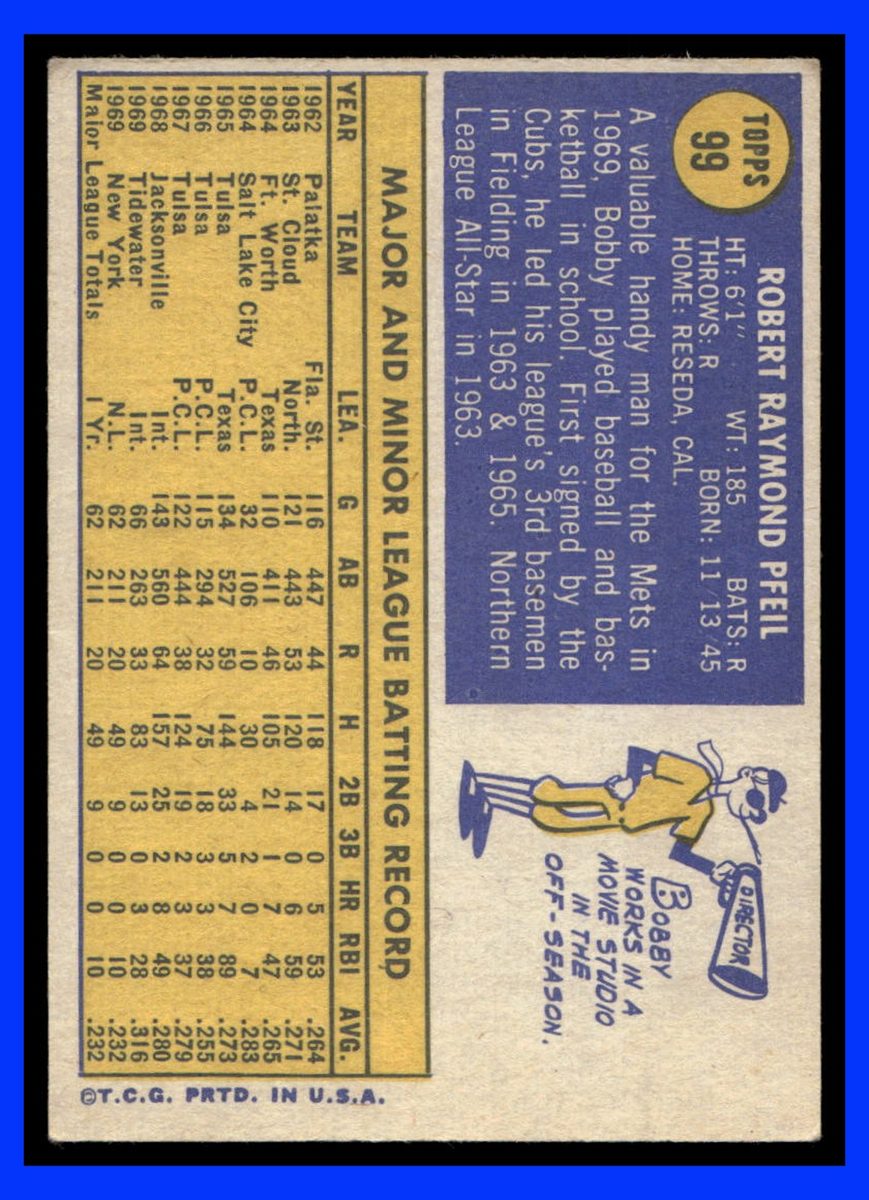 TOPPS
99
ROBERT RAYMOND PFEIL
HT: 6'1" WT: 185 BATS: R
THROWS: R BORN: 11/13/45
HOME: RESEDA, CAL.
A valuable handy man for the Mets in
1969, Bobby played baseball and bas-
ketball in school. First signed by the
Cubs, he led his league's 3rd basemen
in Fielding in 1963 & 1965. Northern
League All-Star in 1963.
DIRECTOR
BOBBY
WORKS IN A
MOVIE STUDIO
IN THE
OFF-SEASON.
MAJOR AND MINOR LEAGUE BATTING RECORD
YEAR TEAM LEA. G AB R H 2B 3B HR RBI AVG.
1962 Palatka Fla. St. 116 447 44 118 17 0 5 53 .264
1963 St. Cloud North. 121 443 53 120 14 0 6 59 .271
1964 Ft. Worth Texas 110 411 46 105 21 1 7 47 .265
1964 Salt Lake City P.C.L. 32 106 10 30 4 2 0 7 .283
1965 Tulsa Texas 134 527 59 144 33 5 7 89 .273
1966 Tulsa P.C.L. 115 294 32 75 18 3 3 38 .255
1967 Tulsa P.C.L. 122 444 38 124 19 2 3 37 .279
1968 Jacksonville Int. 143 560 64 157 25 2 8 49 .280
1969 Tidewater Int. 66 263 33 83 13 0 3 28 .316
1969 New York N.L. 62 211 20 49 9 0 0 10 .232
Major League Totals 1 Yr. 62 211 20 49 9 0 0 10 .232
©T.C.G. PRTD. IN U.S.A.